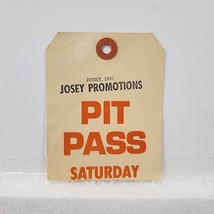 JOSEY, INC.
JOSEY PROMOTIONS
PIT
PASS
SATURDAY